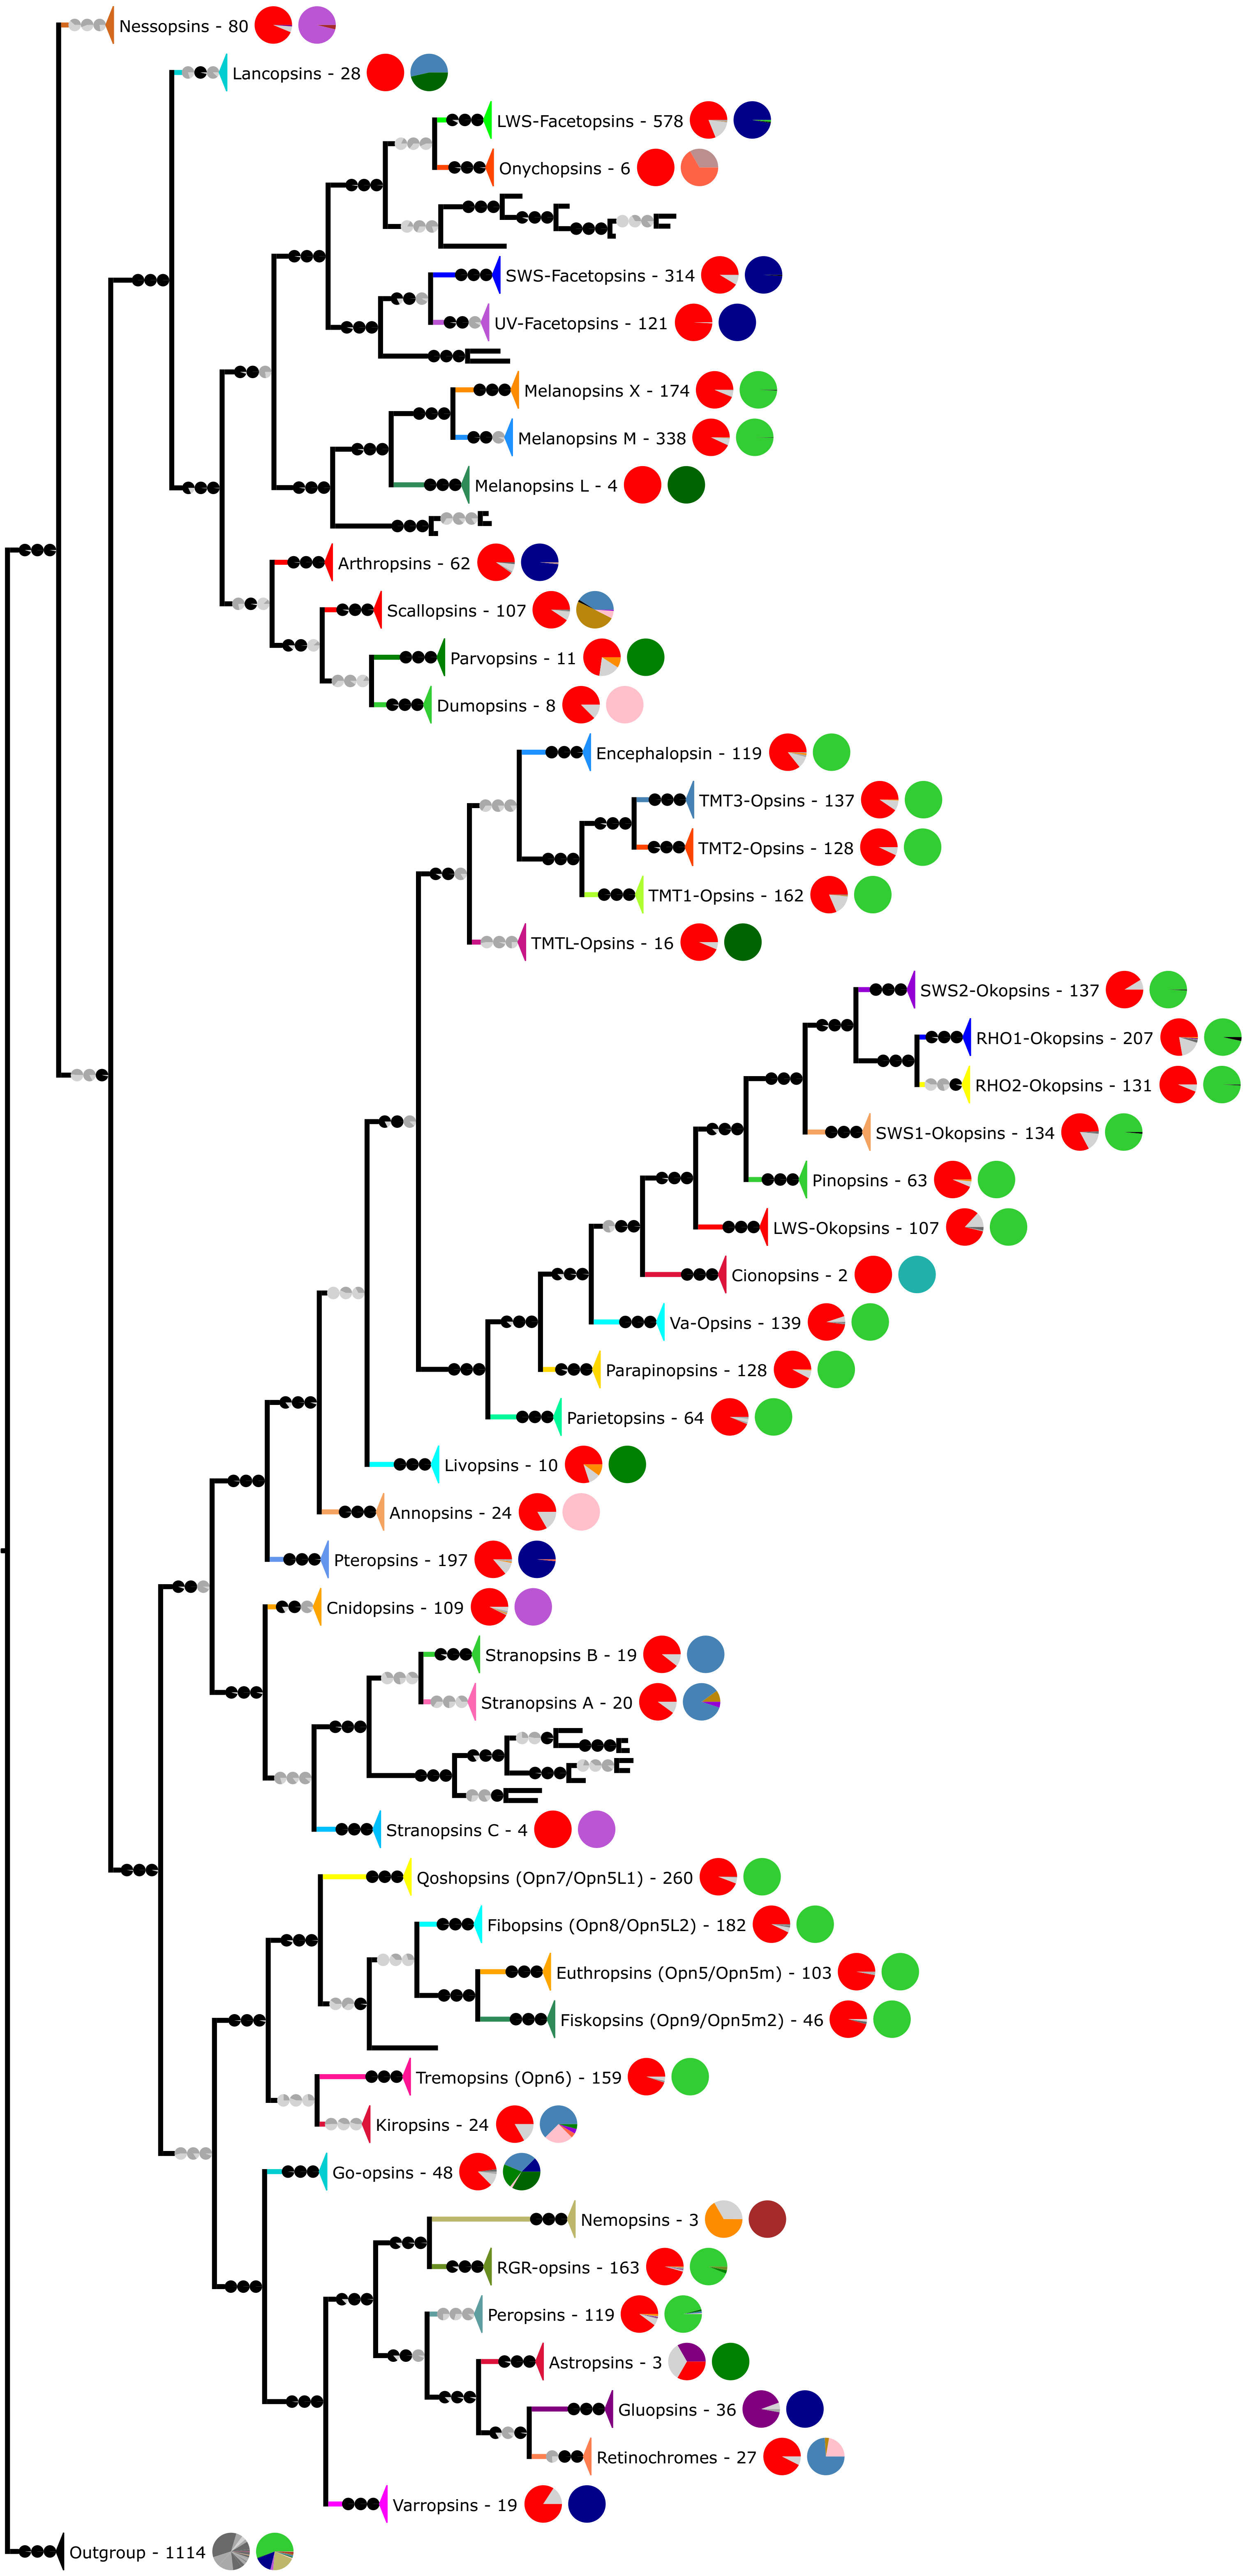 Nessopsins - 80
Lancopsins - 28
LWS-Facetopsins - 578
Onychopsins - 6
SWS-Facetopsins - 314
UV-Facetopsins - 121
Melanopsins X - 174
Melanopsins M - 338
Melanopsins L - 4
Arthropsins - 62
Scallopsins - 107
Parvopsins - 11
Dumopsins - 8
Encephalopsin - 119
TMT3-Opsins - 137
TMT2-Opsins - 128
TMT1-Opsins - 162
TMTL-Opsins - 16
SWS2-Okopsins - 137
RHO1-Okopsins - 207
RHO2-Okopsins - 131
SWS1-Okopsins - 134
Pinopsins - 63
LWS-Okopsins - 107
Cionopsins - 2
Va-Opsins - 139
Parapinopsins - 128
Parietopsins - 64
Livopsins - 10
Annopsins - 24
Pteropsins - 197
Cnidopsins - 109
Stranopsins B - 19
Stranopsins A - 20
Stranopsins C - 4
Qoshopsins (Opn7/Opn5L1) - 260
Fibopsins (Opn8/Opn5L2) - 182
Euthropsins (Opn5/Opn5m) - 103
Fiskopsins (Opn9/Opn5m2) - 46
Tremopsins (Opn6) - 159
Kiropsins - 24
Go-opsins - 48
Nemopsins - 3
RGR-opsins - 163
Peropsins - 119
Astropsins - 3
Gluopsins - 36
Retinochromes - 27
Varropsins - 19
Outgroup - 1114